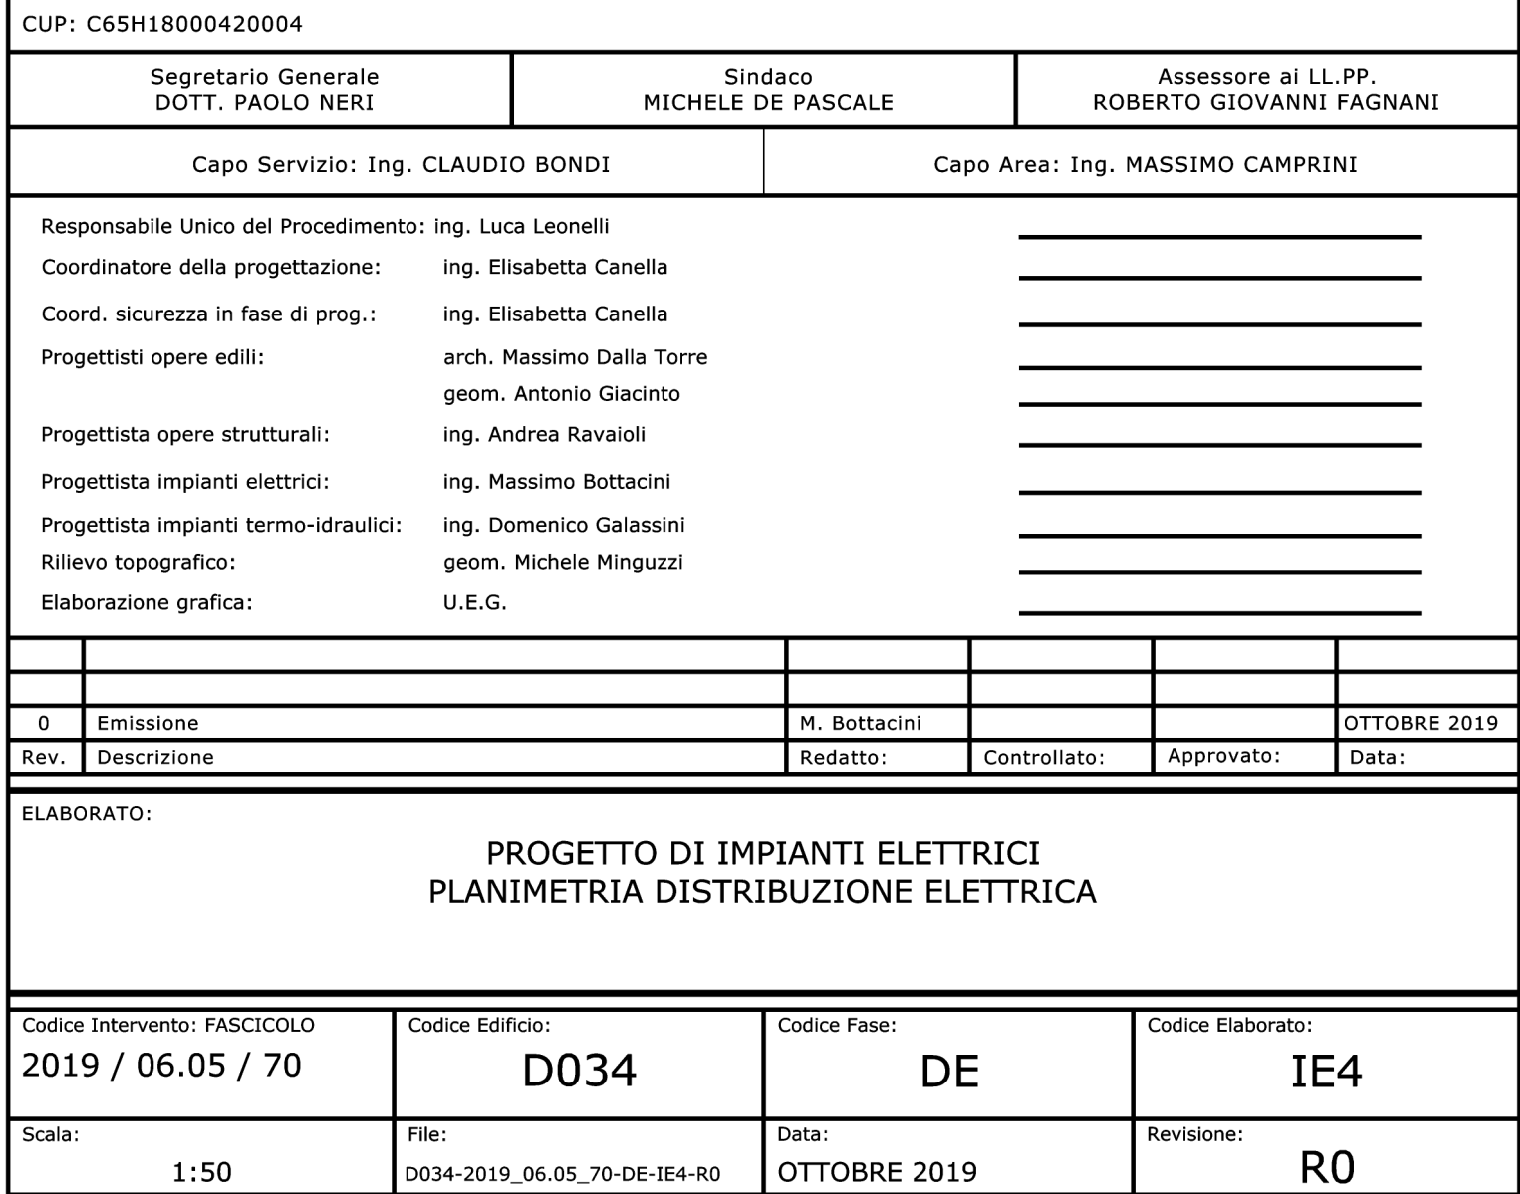 CUP: C65H18000420004
Segretario Generale
DOTT. PAOLO NERI
Sindaco
MICHELE DE PASCALE
Assessore ai LL.PP.
ROBERTO GIOVANNI FAGNANI
Capo Servizio: Ing. CLAUDIO BONDI
Capo Area: Ing. MASSIMO CAMPRINI
Responsabile Unico del Procedimento: ing. Luca Leonelli
Coordinatore della progettazione: ing. Elisabetta Canella
Coord. sicurezza in fase di prog.: ing. Elisabetta Canella
Progettisti opere edili: arch. Massimo Dalla Torre
geom. Antonio Giacinto
Progettista opere strutturali: ing. Andrea Ravaioli
Progettista impianti elettrici: ing. Massimo Bottacini
Progettista impianti termo-idraulici: ing. Domenico Galassini
Rilievo topografico: geom. Michele Minguzzi
Elaborazione grafica: U.E.G.
0 Emissione M. Bottacini OTTOBRE 2019
Rev. Descrizione Redatto: Controllato: Approvato: Data:
ELABORATO:
PROGETTO DI IMPIANTI ELETTRICI
PLANIMETRIA DISTRIBUZIONE ELETTRICA
Codice Intervento: FASCICOLO
2019 / 06.05 / 70
Codice Edificio:
D034
Codice Fase:
DE
Codice Elaborato:
IE4
Scala:
1:50
File:
D034-2019_06.05_70-DE-IE4-R0
Data:
OTTOBRE 2019
Revisione:
R0